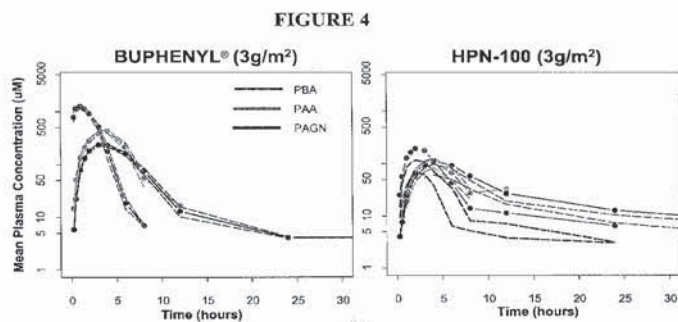 FIGURE 4
BUPHENYL® (3g/m²)
HPN-100 (3g/m²)
Mean Plasma Concentration (uM)
5000
500
50
5 10
1
PBA
PAA
PAGN
0 5 10 15 20 25 30
Time (hours)
5000
500
50
5 10
1
0 5 10 15 20 25 30
Time (hours)